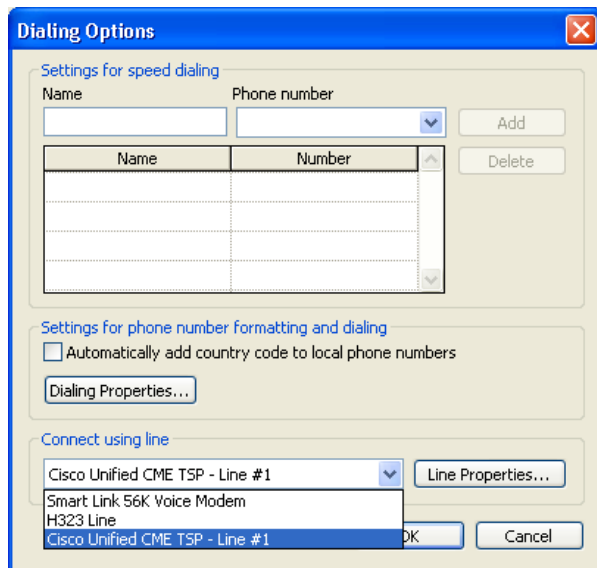 Dialing Options
Settings for speed dialing
Name Phone number
Add
Name Number
Delete
Settings for phone number formatting and dialing
Automatically add country code to local phone numbers
Dialing Properties...
Connect using line
Cisco Unified CME TSP - Line #1
Line Properties...
Smart Link 56K Voice Modem
H323 Line
Cisco Unified CME TSP - Line #1
OK Cancel